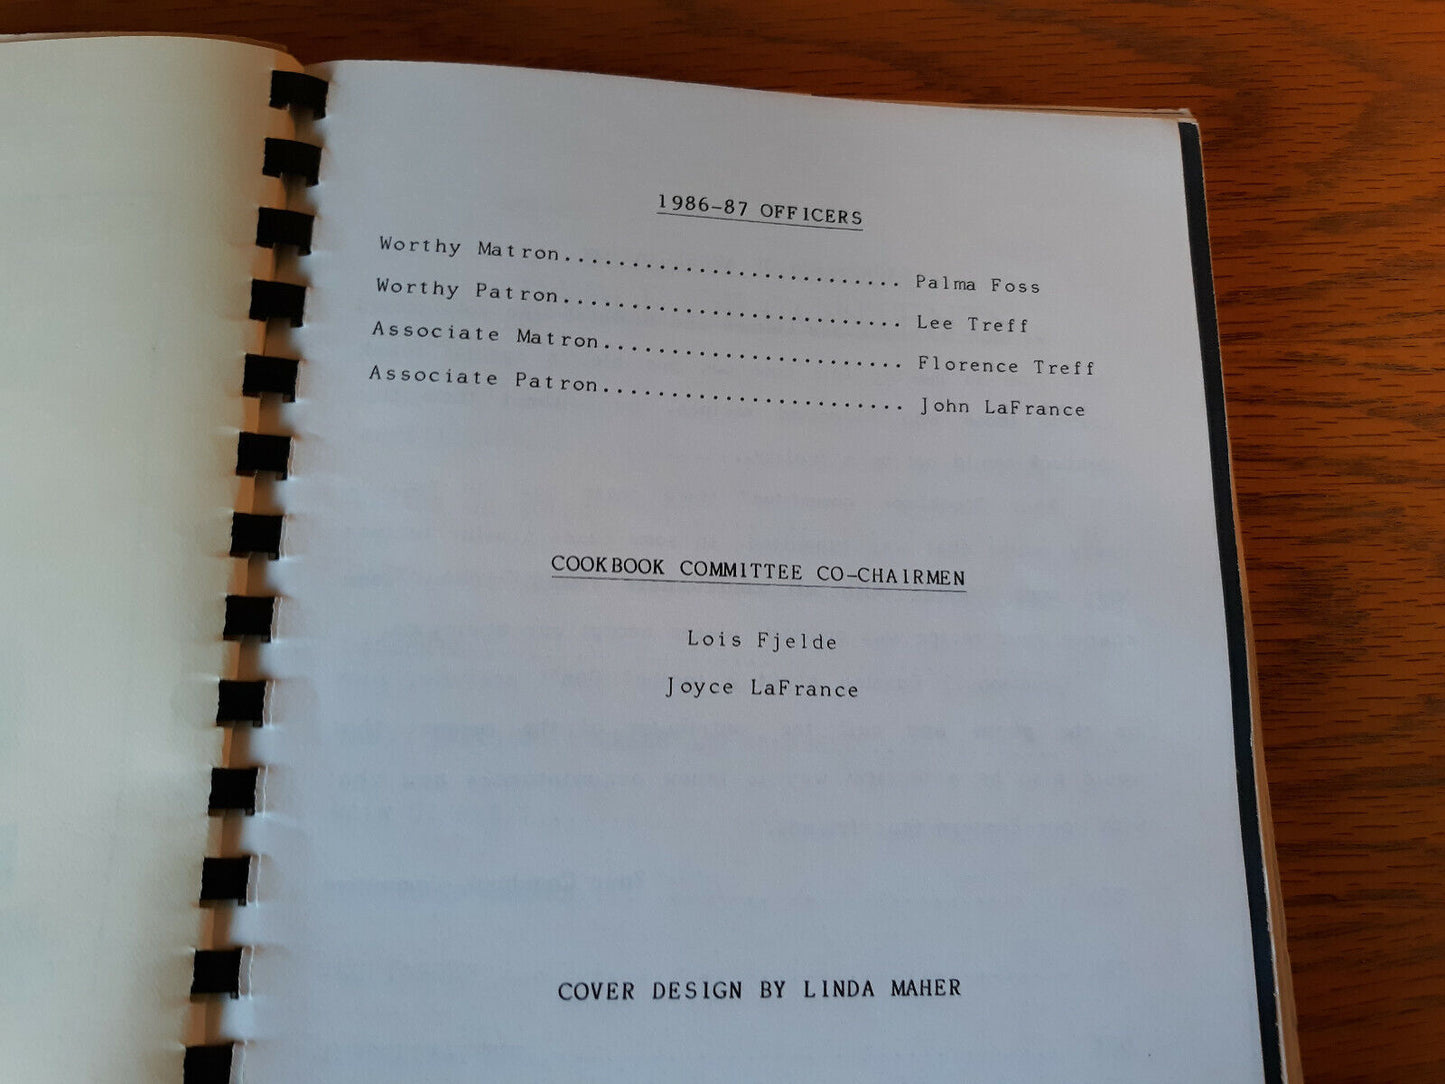 1986-87 OFFICERS
Worthy Matron.......................... Palma Foss
Worthy Patron.......................... Lee Treff
Associate Matron....................... Florence Treff
Associate Patron....................... John LaFrance
COOKBOOK COMMITTEE CO-CHAIRMEN
Lois Fjelde
Joyce LaFrance
COVER DESIGN BY LINDA MAHER